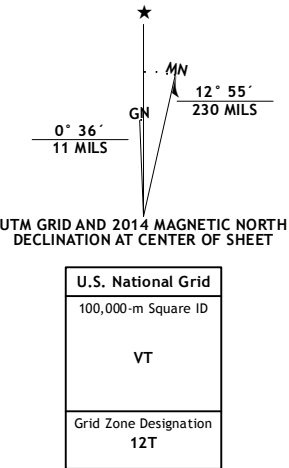 MN
12° 55´
230 MILS
GN
0° 36´
11 MILS
UTM GRID AND 2014 MAGNETIC NORTH
DECLINATION AT CENTER OF SHEET
U.S. National Grid
100,000-m Square ID
VT
Grid Zone Designation
12T